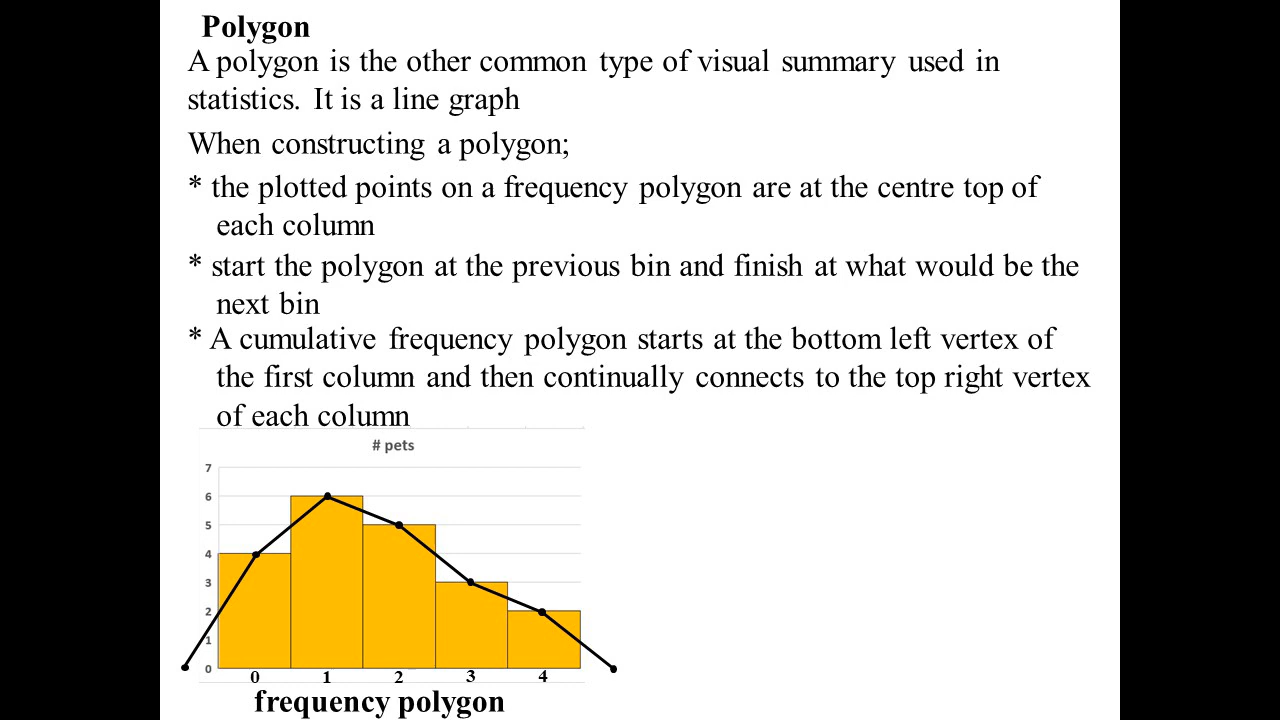 Polygon
A polygon is the other common type of visual summary used in
statistics. It is a line graph
When constructing a polygon;
* the plotted points on a frequency polygon are at the centre top of
each column
* start the polygon at the previous bin and finish at what would be the
next bin
* A cumulative frequency polygon starts at the bottom left vertex of
the first column and then continually connects to the top right vertex
of each column
# pets
7
6
5
4
3
2
1
0
0 1 2 3 4
frequency polygon